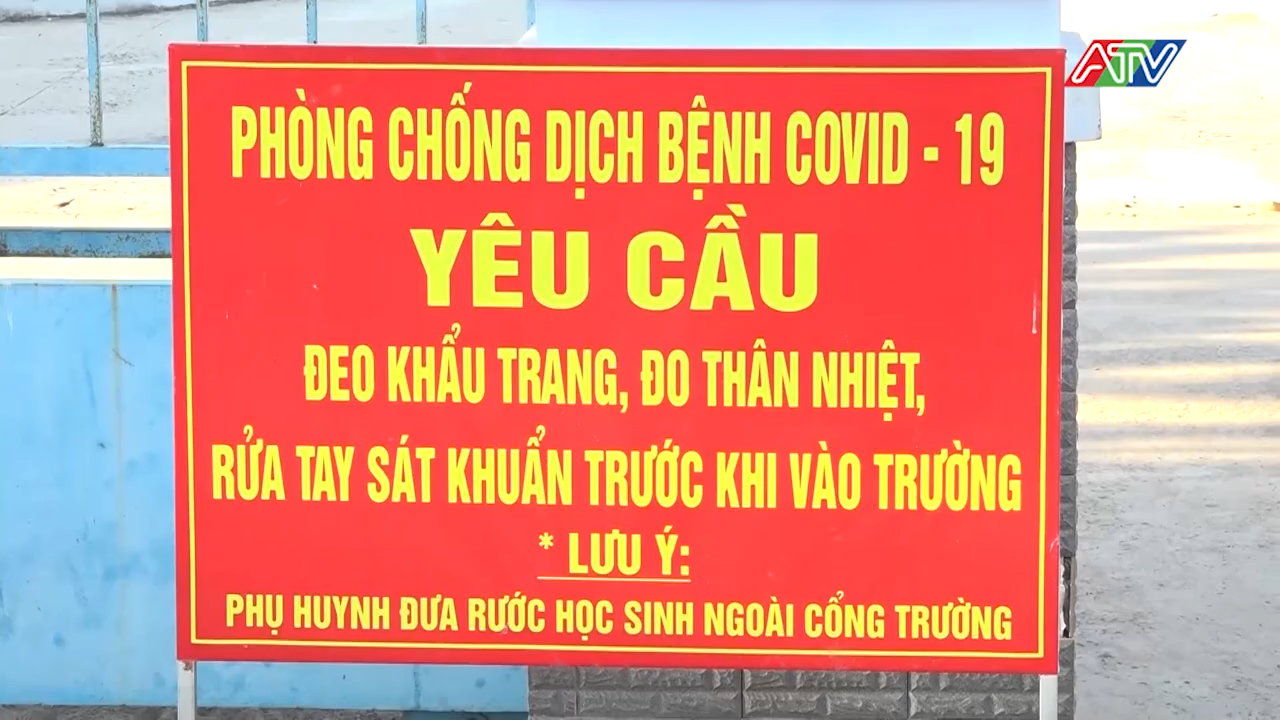 ATV
PHÒNG CHỐNG DỊCH BỆNH COVID - 19
YÊU CẦU
ĐEO KHẨU TRANG, ĐO THÂN NHIỆT,
RỬA TAY SÁT KHUẨN TRƯỚC KHI VÀO TRƯỜNG
* LƯU Ý:
PHỤ HUYNH ĐƯA RƯỚC HỌC SINH NGOÀI CỔNG TRƯỜNG